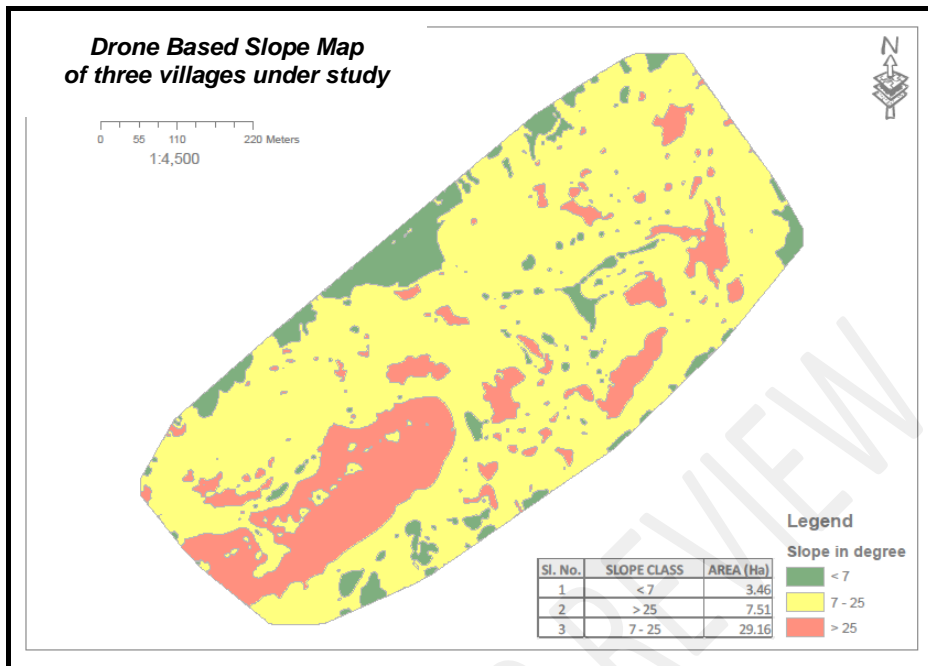 Drone Based Slope Map
of three villages under study
N
0 55 110 220 Meters
1:4,500
REVIEW
Legend
Slope in degree
< 7
7 - 25
> 25
Sl. No. SLOPE CLASS AREA (Ha)
1 < 7 3.46
2 > 25 7.51
3 7 - 25 29.16